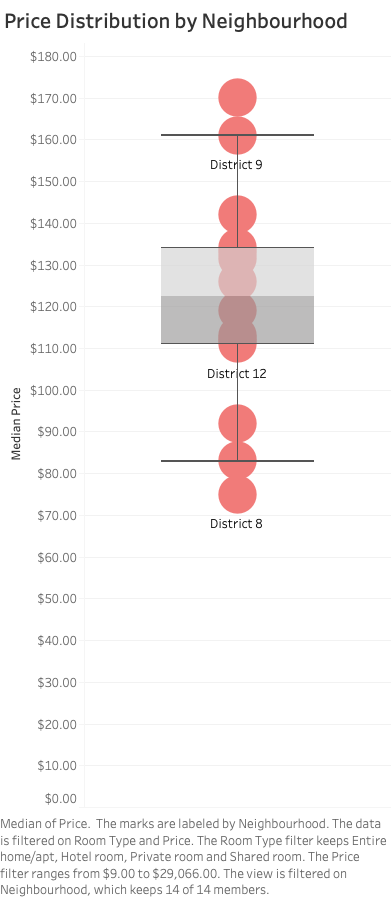 Price Distribution by Neighbourhood
$180.00
$170.00
$160.00
District 9
$150.00
$140.00
$130.00
$120.00
$110.00
District 12
$100.00
$90.00
$80.00
$70.00
District 8
$60.00
$50.00
$40.00
$30.00
$20.00
$10.00
$0.00
Median Price
Median of Price.  The marks are labeled by Neighbourhood. The data
is filtered on Room Type and Price. The Room Type filter keeps Entire
home/apt, Hotel room, Private room and Shared room. The Price
filter ranges from $9.00 to $29,066.00. The view is filtered on
Neighbourhood, which keeps 14 of 14 members.